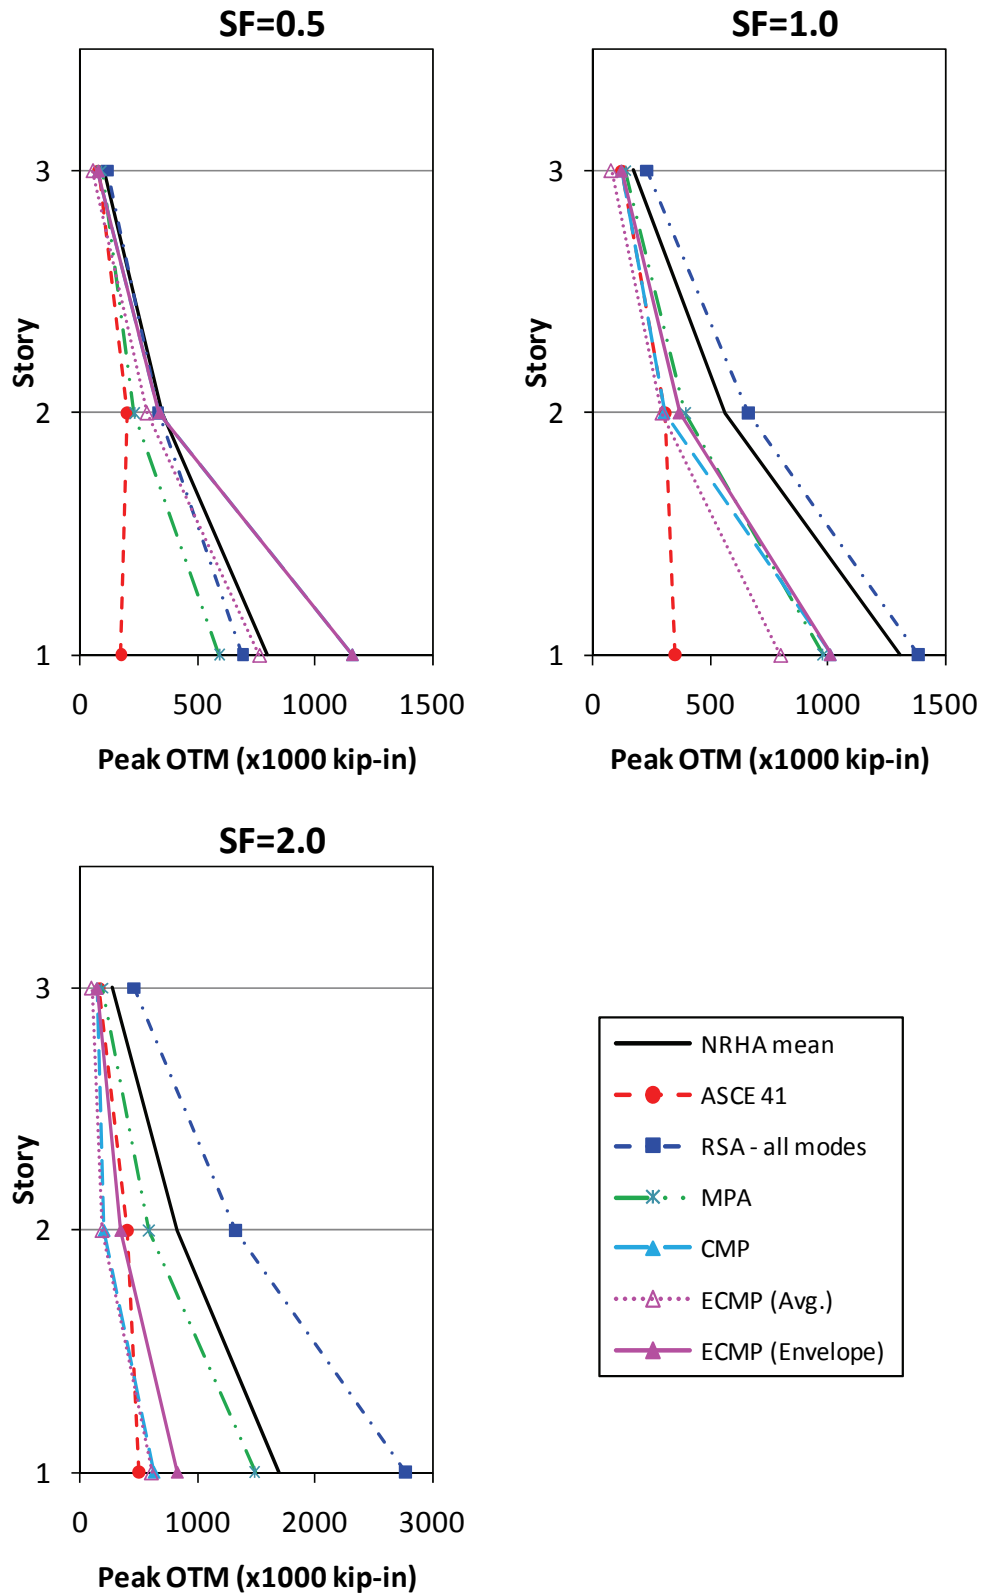 SF=0.5
3
2
1
Story
0 500 1000 1500
Peak OTM (x1000 kip-in)
SF=1.0
3
2
1
Story
0 500 1000 1500
Peak OTM (x1000 kip-in)
SF=2.0
3
2
1
Story
0 1000 2000 3000
Peak OTM (x1000 kip-in)
NRHA mean
ASCE 41
RSA - all modes
MPA
CMP
ECMP (Avg.)
ECMP (Envelope)